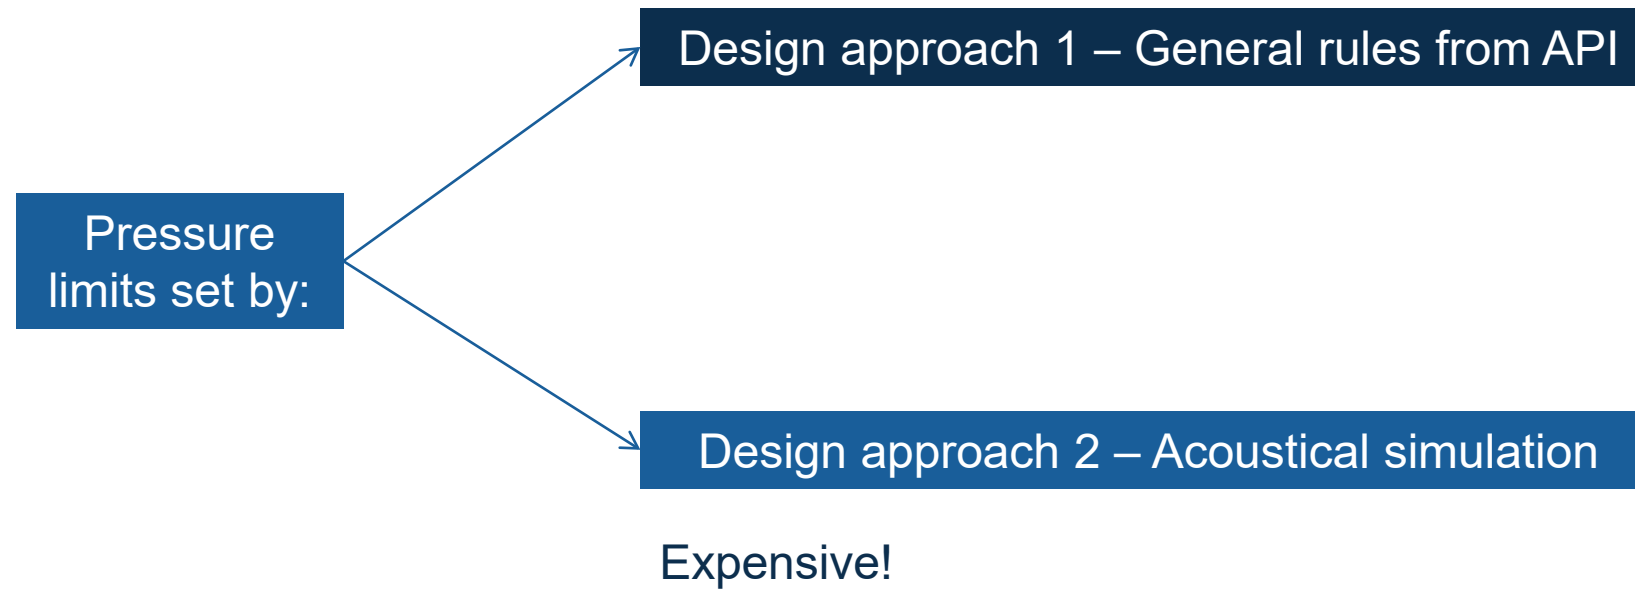 Design approach 1 – General rules from API
Pressure
limits set by:
Design approach 2 – Acoustical simulation
Expensive!